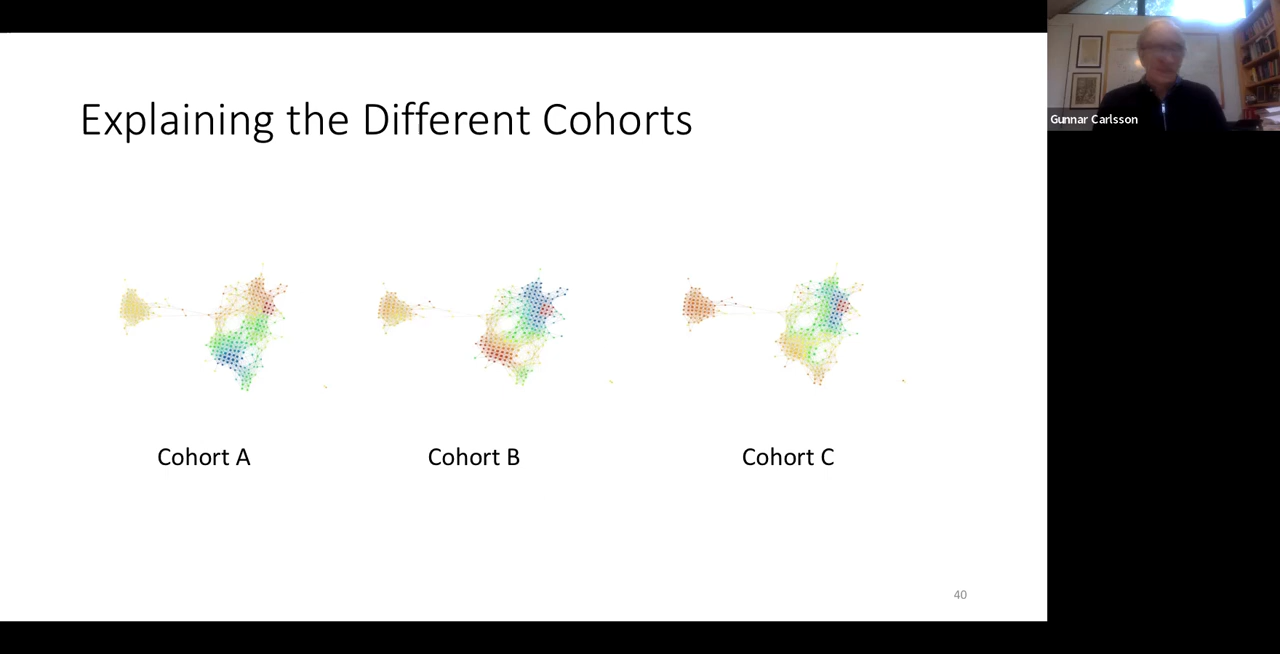 Explaining the Different Cohorts
Gunnar Carlsson
Cohort A
Cohort B
Cohort C
40